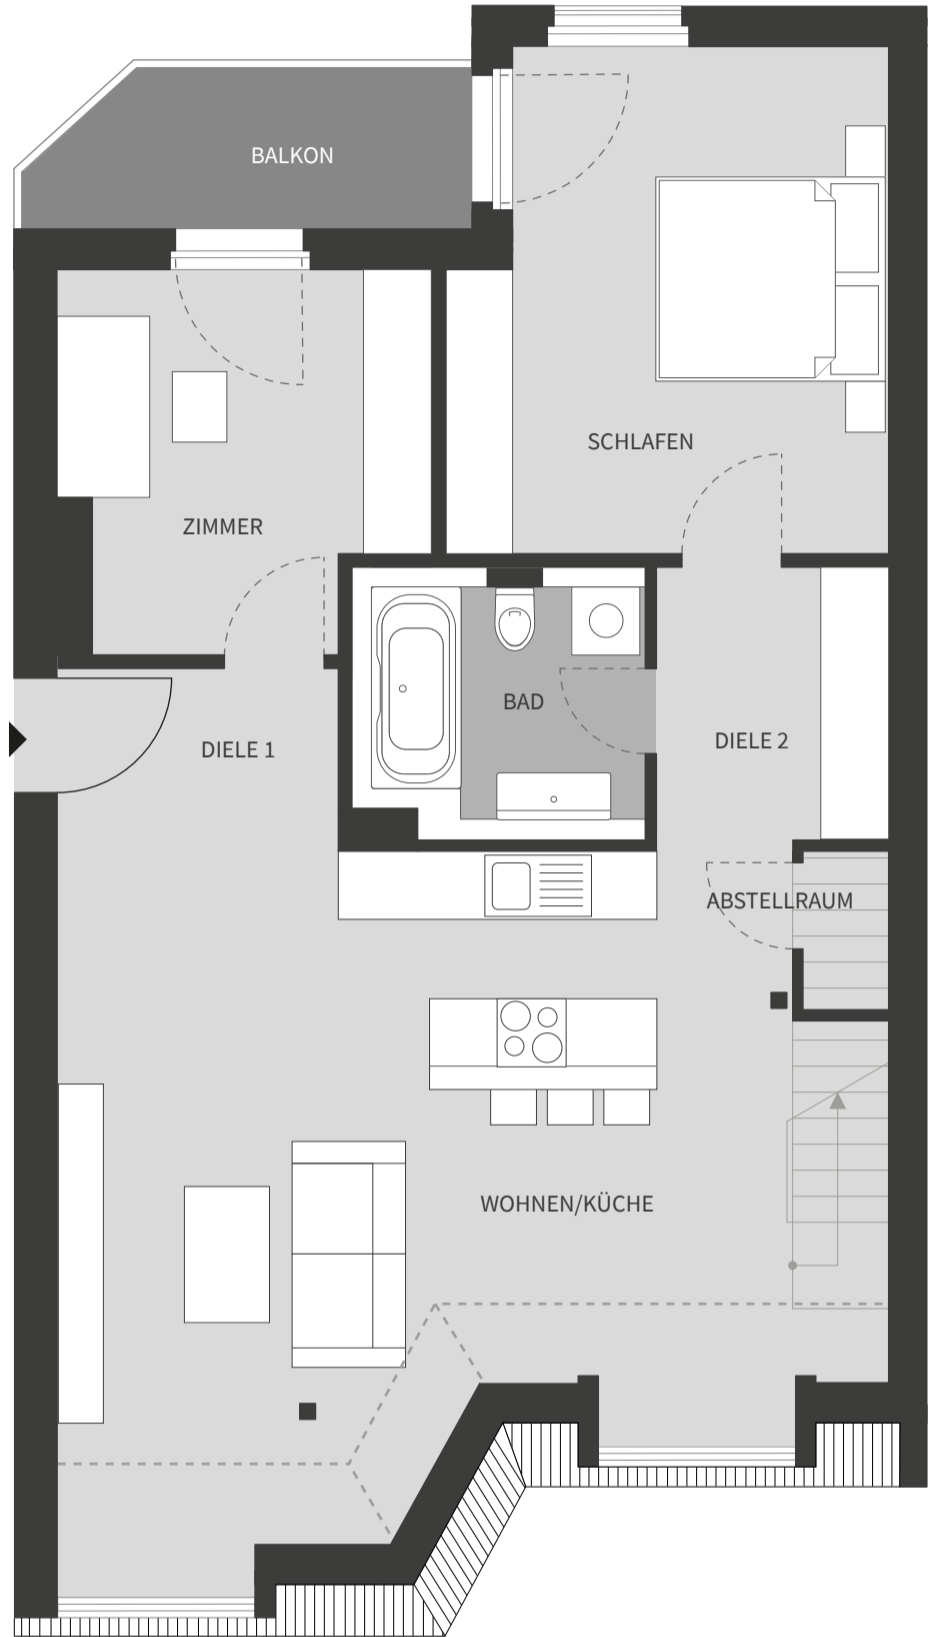 BALKON
SCHLAFEN
ZIMMER
BAD
DIELE 1
DIELE 2
ABSTELLRAUM
WOHNEN/KÜCHE